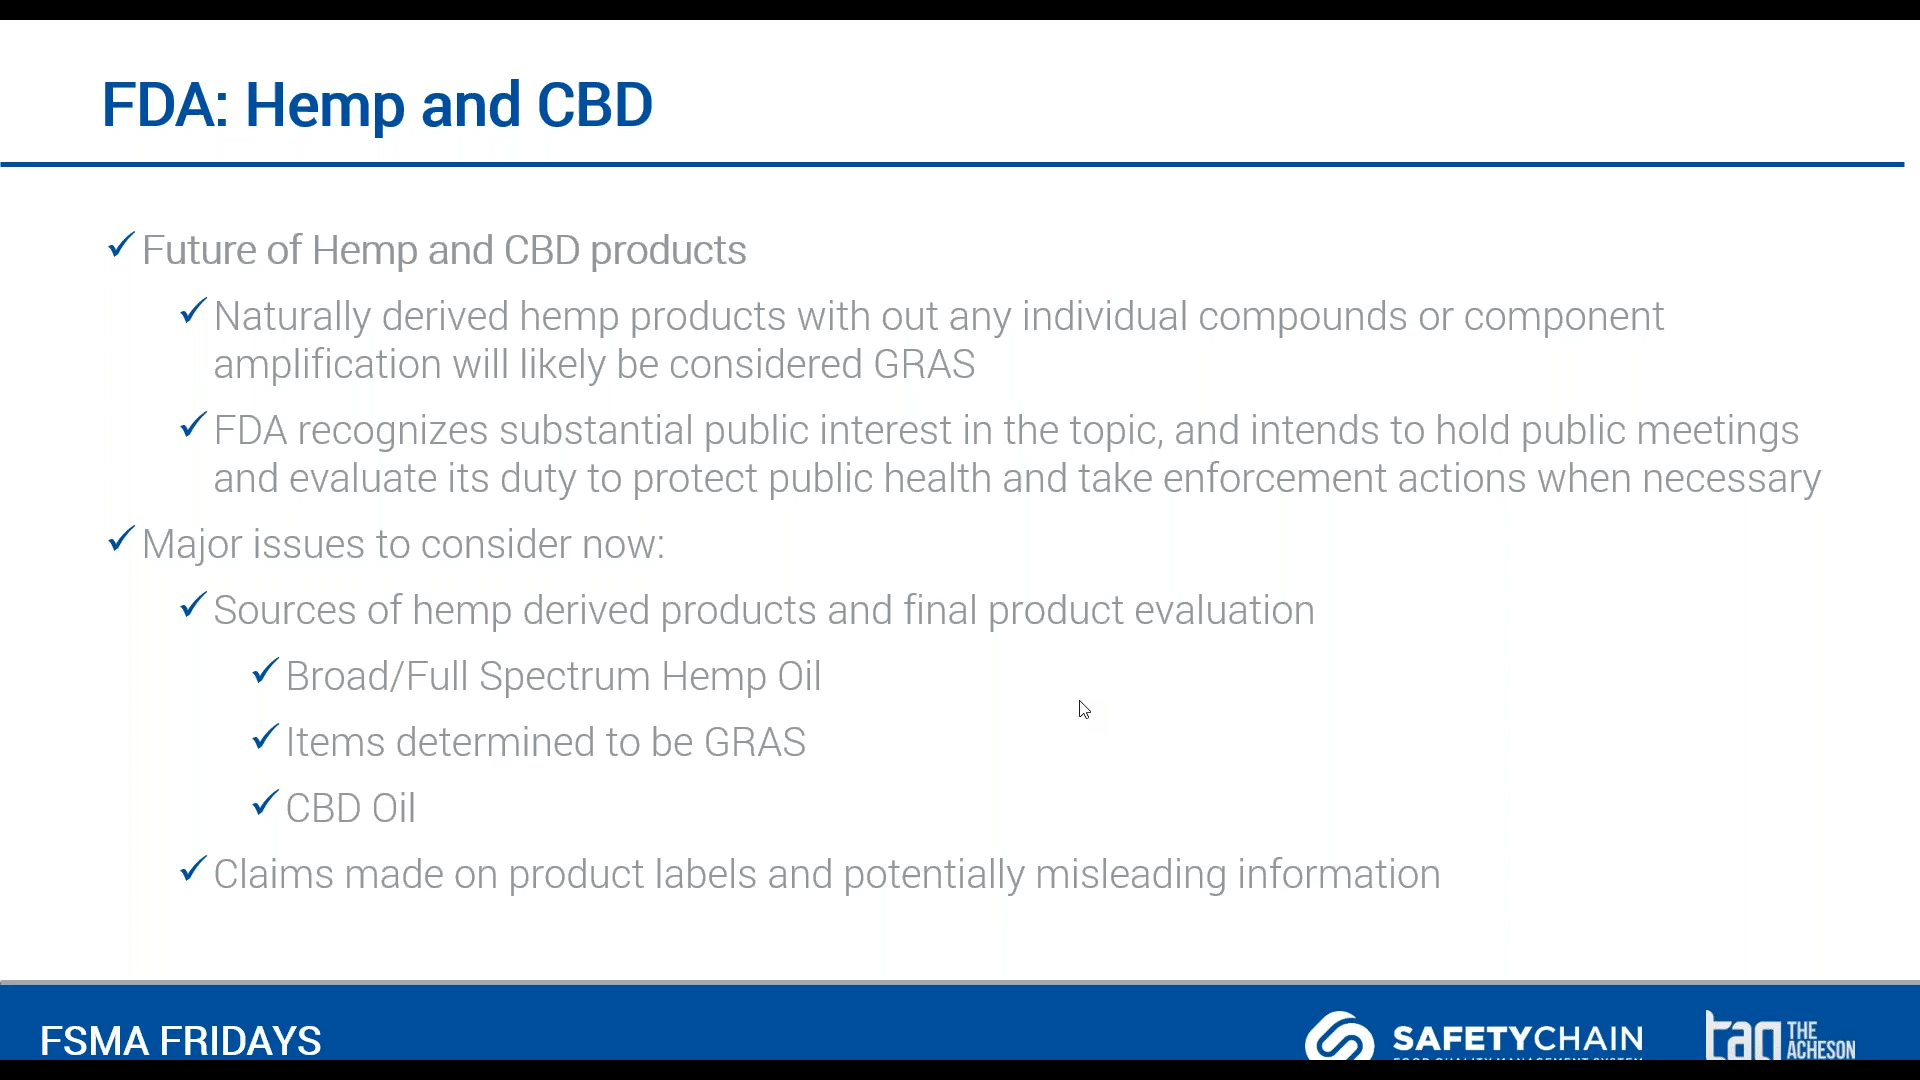 FDA: Hemp and CBD
Future of Hemp and CBD products
Naturally derived hemp products with out any individual compounds or component
amplification will likely be considered GRAS
FDA recognizes substantial public interest in the topic, and intends to hold public meetings
and evaluate its duty to protect public health and take enforcement actions when necessary
Major issues to consider now:
Sources of hemp derived products and final product evaluation
Broad/Full Spectrum Hemp Oil
Items determined to be GRAS
CBD Oil
Claims made on product labels and potentially misleading information
FSMA FRIDAYS
SAFETYCHAIN
tag THE
ACHESON